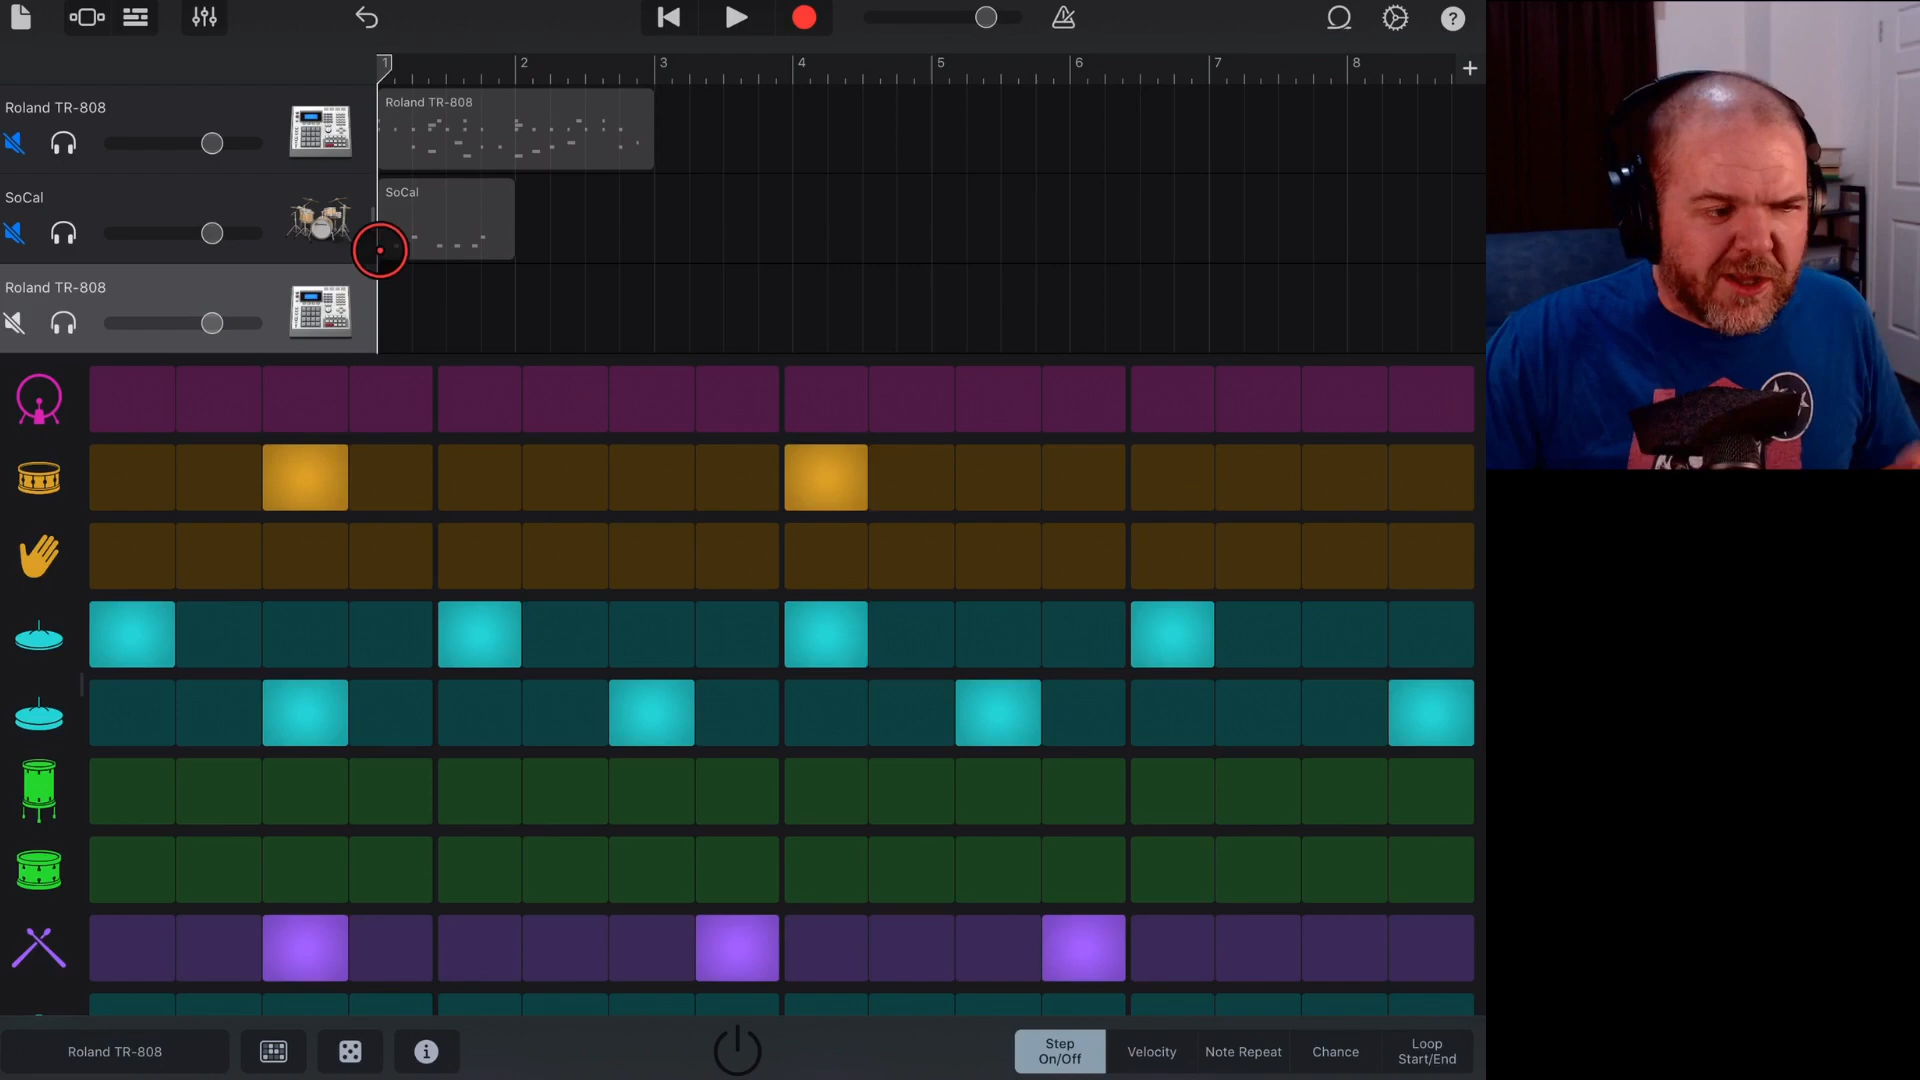 1 2 3 4 5 6 7 8
Roland TR-808
Roland TR-808
SoCal
SoCal
Roland TR-808
Roland TR-808
Step
On/Off
Velocity
Note Repeat
Chance
Loop
Start/End